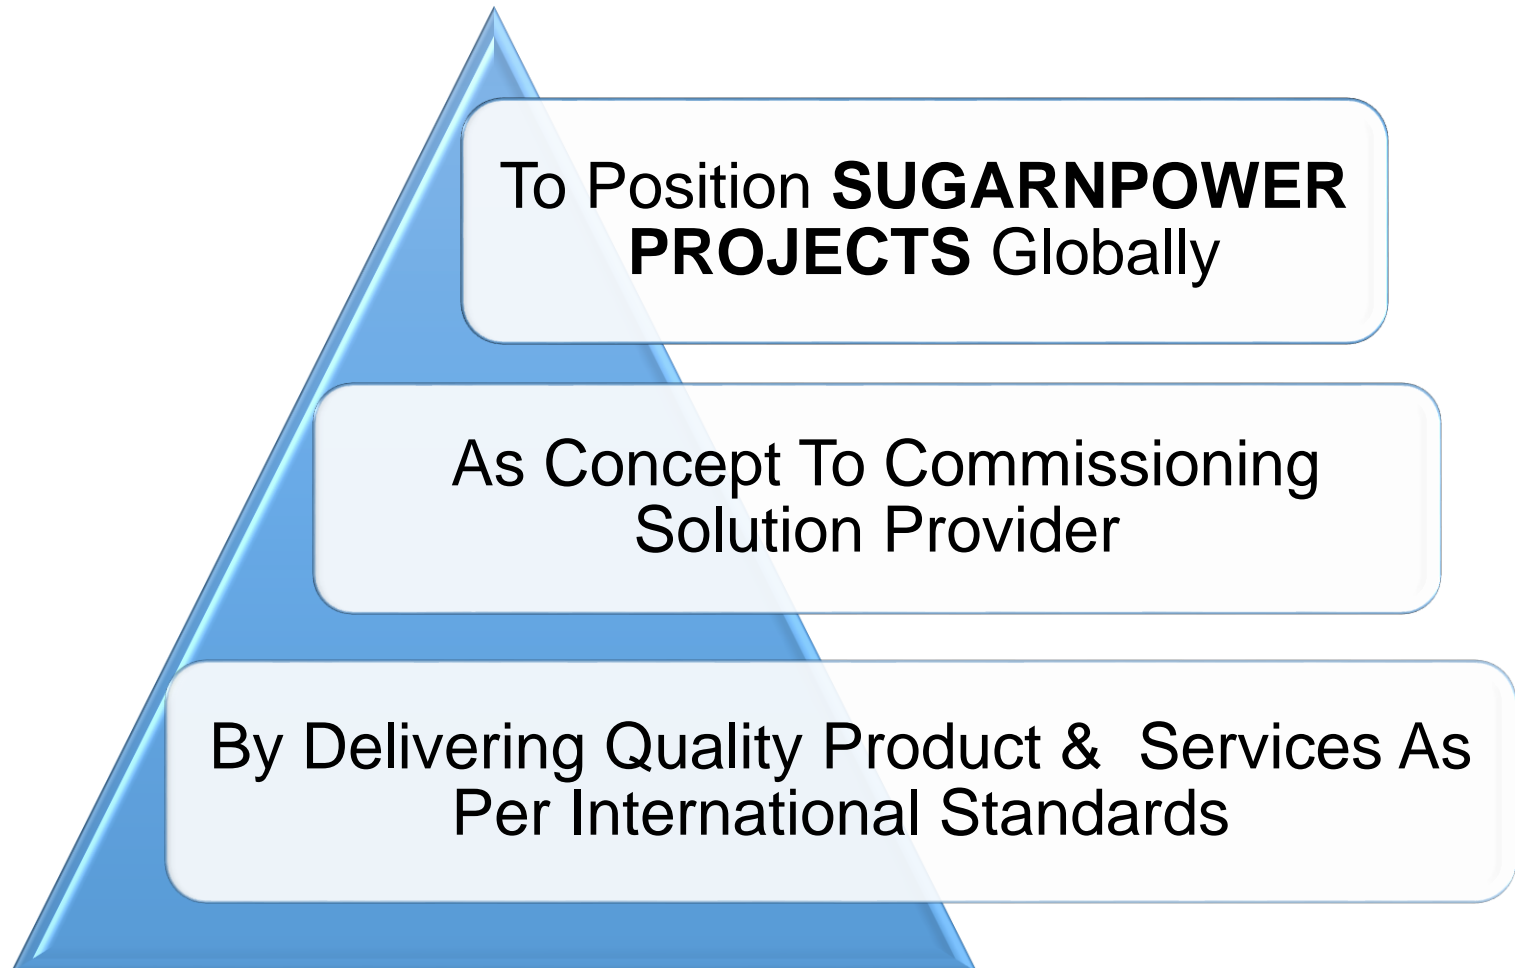 To Position SUGARNPOWER
PROJECTS Globally
As Concept To Commissioning
Solution Provider
By Delivering Quality Product &  Services As
Per International Standards